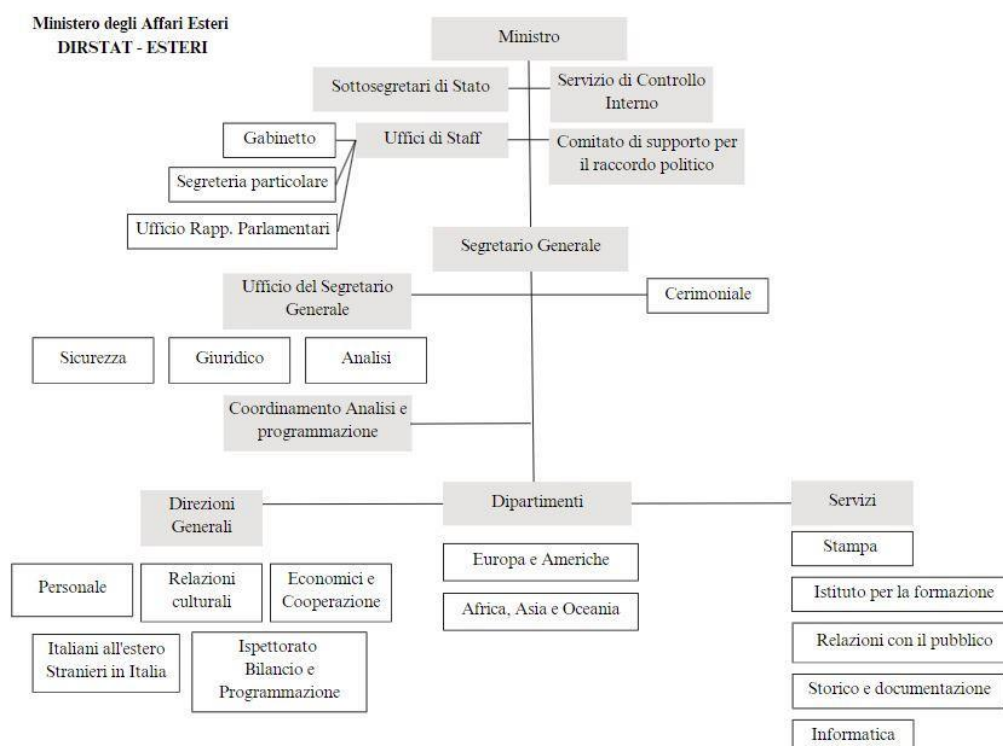 Ministero degli Affari Esteri
DIRSTAT - ESTERI
Ministro
Sottosegretari di Stato
Servizio di Controllo
Interno
Gabinetto
Uffici di Staff
Comitato di supporto per
il raccordo politico
Segreteria particolare
Ufficio Rapp. Parlamentari
Segretario Generale
Ufficio del Segretario
Generale
Cerimoniale
Sicurezza
Giuridico
Analisi
Coordinamento Analisi e
programmazione
Direzioni
Generali
Dipartimenti
Servizi
Personale
Relazioni
culturali
Economici e
Cooperazione
Italiani all'estero
Stranieri in Italia
Ispettorato
Bilancio e
Programmazione
Europa e Americhe
Africa, Asia e Oceania
Stampa
Istituto per la formazione
Relazioni con il pubblico
Storico e documentazione
Informatica